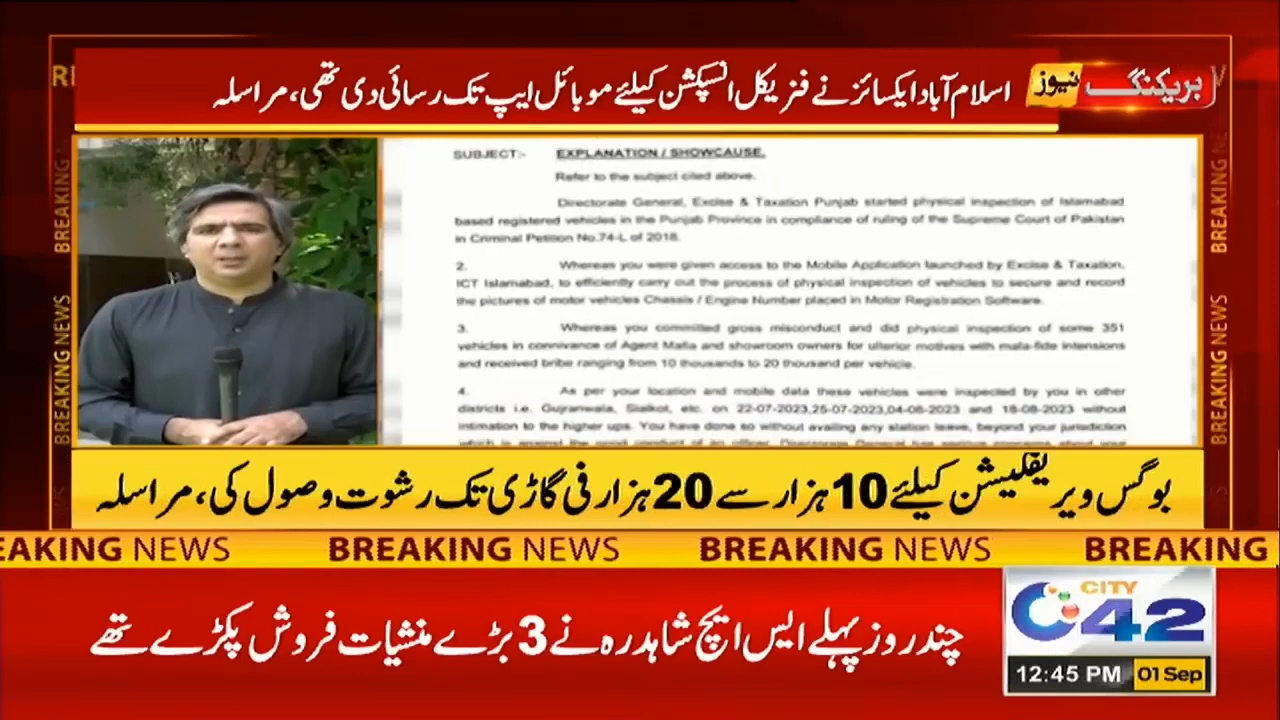 بریکنگ نیوز
اسلام آباد ایکسائز نے فزیکل انسپکشن کیلئے موبائل ایپ تک رسائی دی تھی، مراسلہ
BREAKING NEWS
BREAKING NEWS
BREAKING NE
BREAKING NEWS
SUBJECT:- EXPLANATION / SHOWCAUSE.
Refer to the subject cited above.
Directorate General, Excise & Taxation Punjab started physical inspection of Islamabad
based registered vehicles in the Punjab Province in compliance of ruling of the Supreme Court of Pakistan
in Criminal Petition No.74-L of 2018.
2. Whereas you were given access to the Mobile Application launched by Excise & Taxation,
ICT Islamabad, to efficiently carry out the process of physical inspection of vehicles to secure and record
the pictures of motor vehicles Chassis / Engine Number placed in Motor Registration Software.
3. Whereas you committed gross misconduct and did physical inspection of some 351
vehicles in connivance of Agent Mafia and showroom owners for ulterior motives with mala-fide intensions
and received bribe ranging from 10 thousands to 20 thousand per vehicle.
4. As per your location and mobile data these vehicles were inspected by you in other
districts i.e. Gujranwala, Sialkot, etc. on 22-07-2023,25-07-2023,04-08-2023 and 18-08-2023 without
intimation to the higher ups. You have done so without availing any station leave, beyond your jurisdiction
بوگس ویریفکیشن کیلئے 10 ہزار سے 20 ہزار فی گاڑی تک رشوت وصول کی، مراسلہ
EAKING NEWS BREAKING NEWS BREAKING NEWS BREAKING
چند روز پہلے ایس ایچ شاہدرہ نے 3 بڑے منشیات فروش پکڑے تھے
CITY
42
12:45 PM 01 Sep